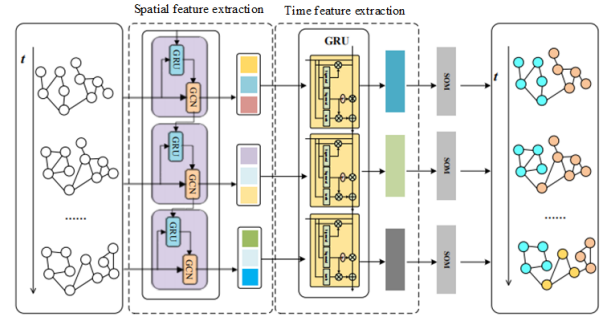 Spatial feature extraction
Time feature extraction
GRU
t
GRU
GCN
SOM
t
GRU
GCN
SOM
......
......
GRU
GCN
SOM